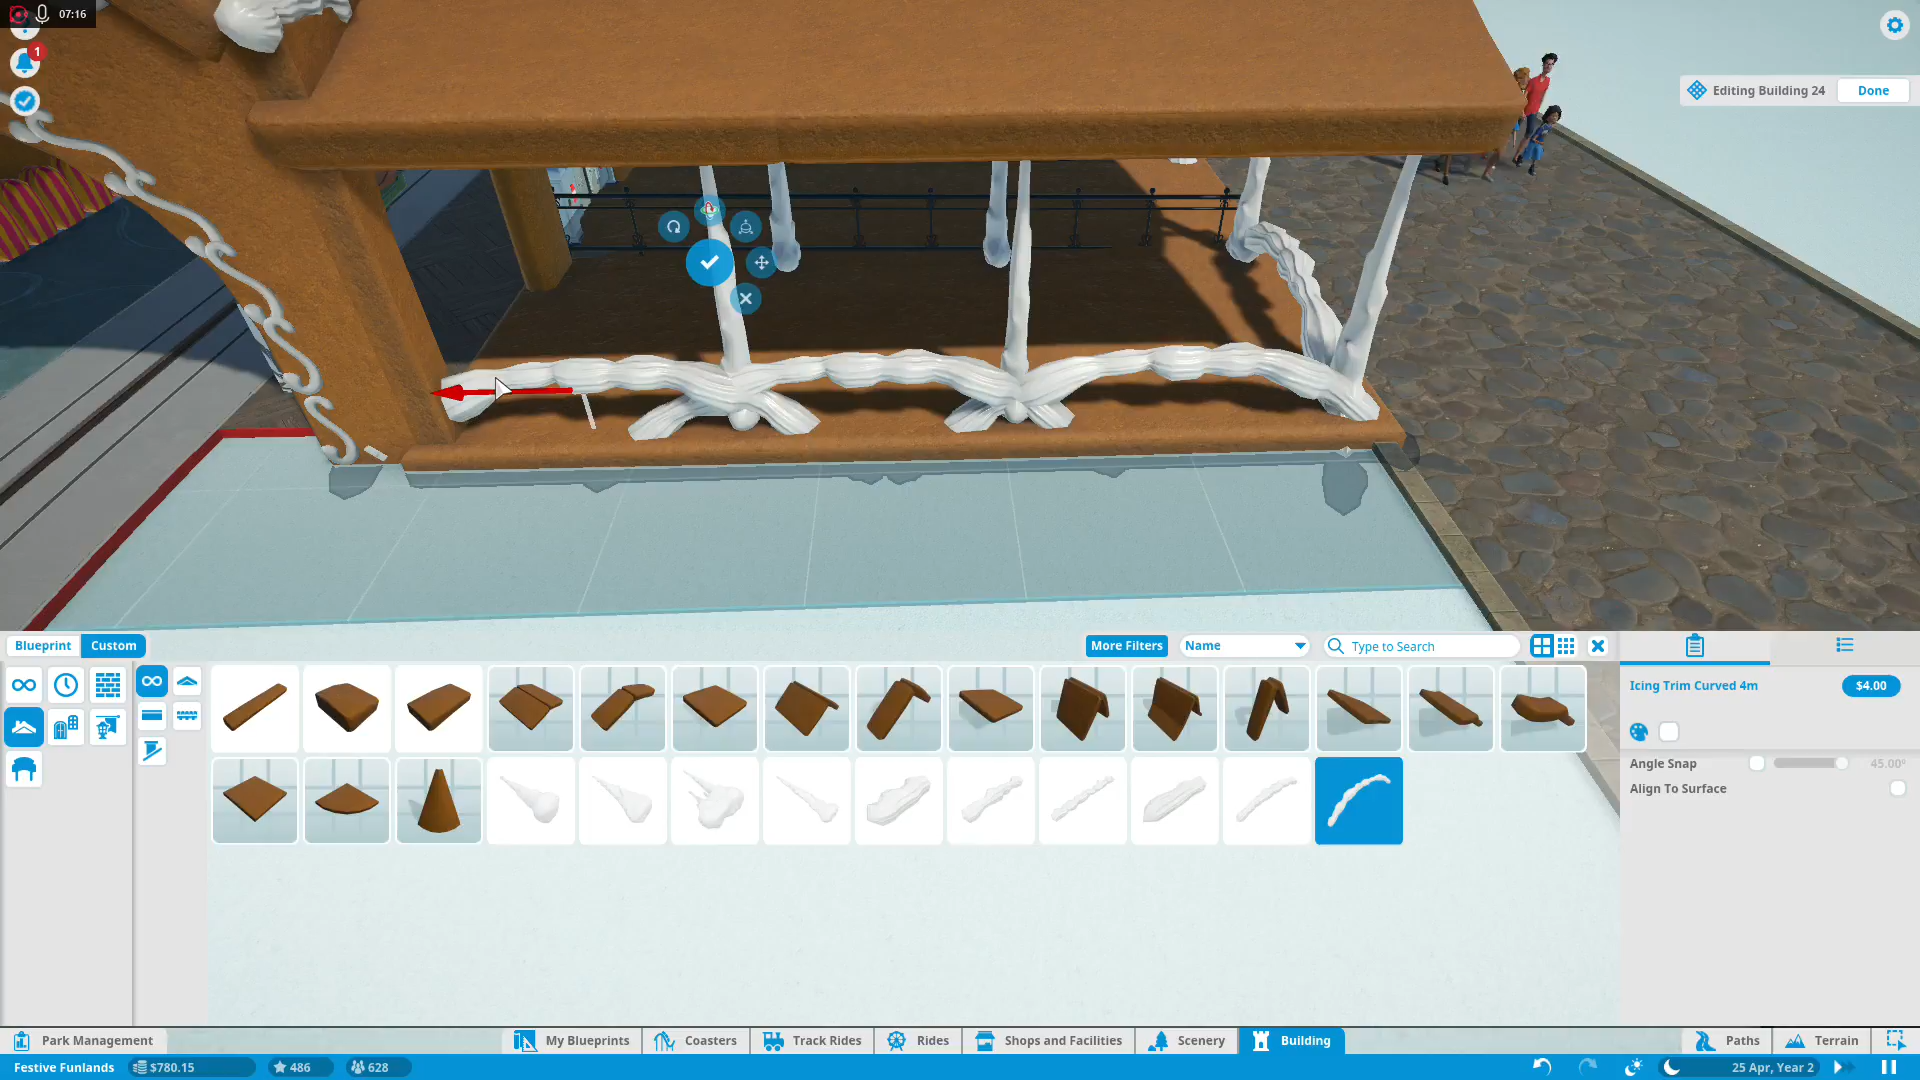 07:16
1
Editing Building 24
Done
Blueprint
Custom
More Filters
Name
Type to Search
Icing Trim Curved 4m
$4.00
Angle Snap
45.00°
Align To Surface
Park Management
My Blueprints
Coasters
Track Rides
Rides
Shops and Facilities
Scenery
Building
Paths
Terrain
Festive Funlands
$780.15
486
628
25 Apr, Year 2